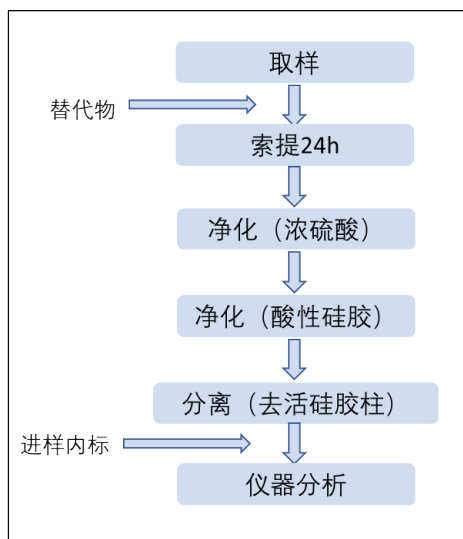 取样
替代物
索提24h
净化（浓硫酸）
净化（酸性硅胶）
分离（去活硅胶柱）
进样内标
仪器分析